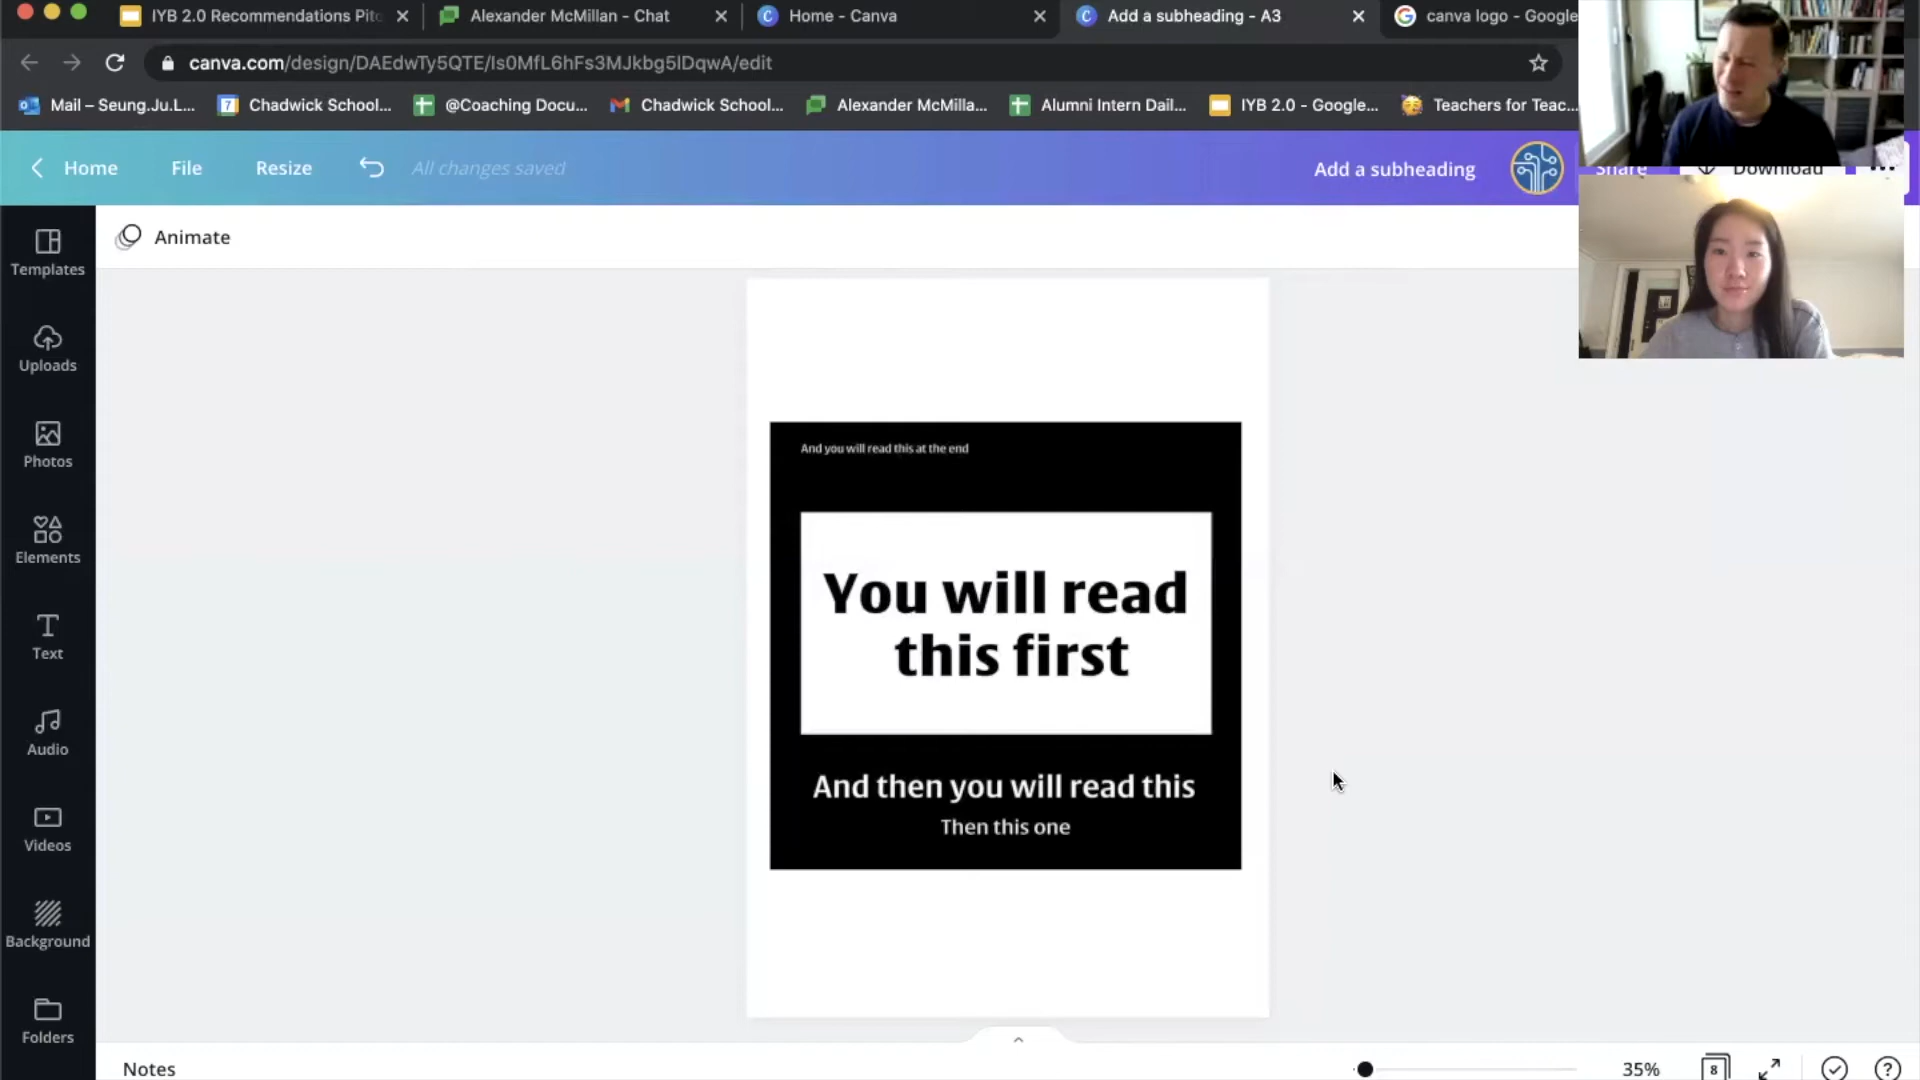 IYB 2.0 Recommendations Pit
Alexander McMillan - Chat
Home - Canva
Add a subheading - A3
canva logo - Google
canva.com/design/DAEdwTy5QTE/Is0MfL6hFs3MJkbg5lDqwA/edit
Mail – Seung.Ju.L...
7
Chadwick School...
@Coaching Docu...
Chadwick School...
Alexander McMilla...
Alumni Intern Dail...
IYB 2.0 - Google...
Teachers for Teac...
Home
File
Resize
All changes saved
Add a subheading
Share
Download
Animate
Templates
Uploads
Photos
Elements
Text
Audio
Videos
Background
Folders
And you will read this at the end
You will read
this first
And then you will read this
Then this one
Notes
35%
8